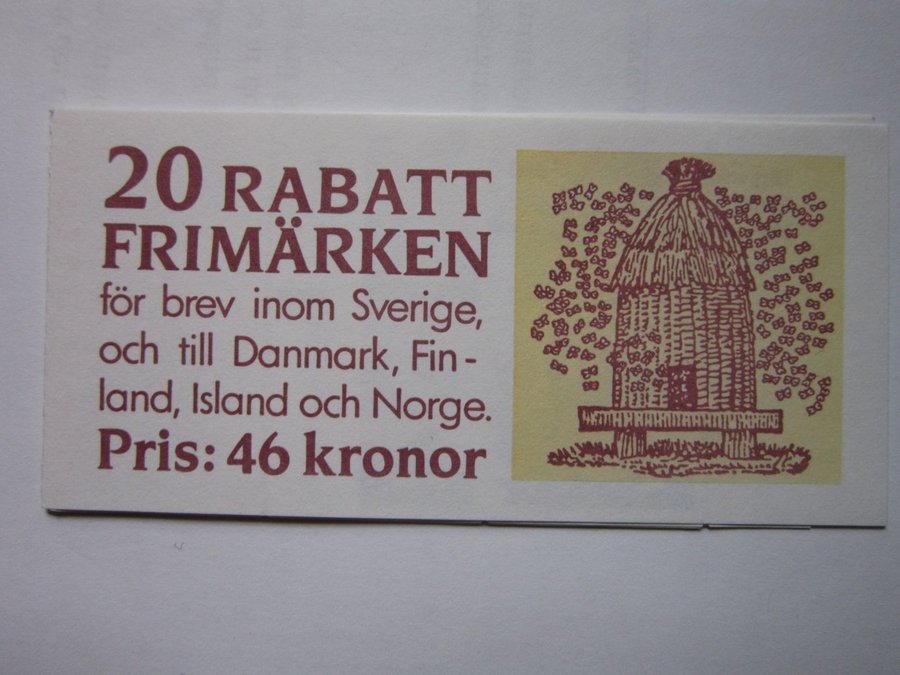 20 RABATT
FRIMÄRKEN
för brev inom Sverige,
och till Danmark, Fin-
land, Island och Norge.
Pris: 46 kronor